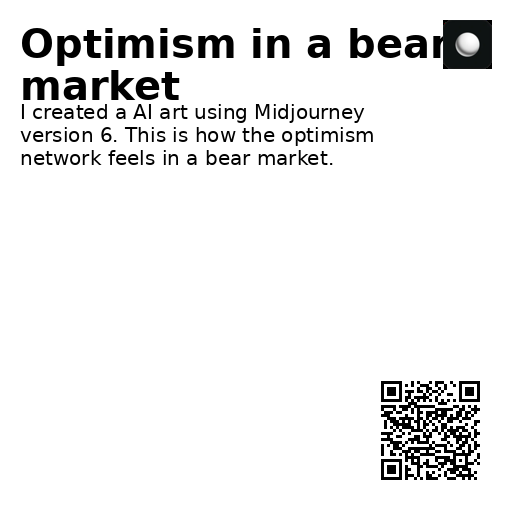 Optimism in a bear
market
I created a AI art using Midjourney
version 6. This is how the optimism
network feels in a bear market.